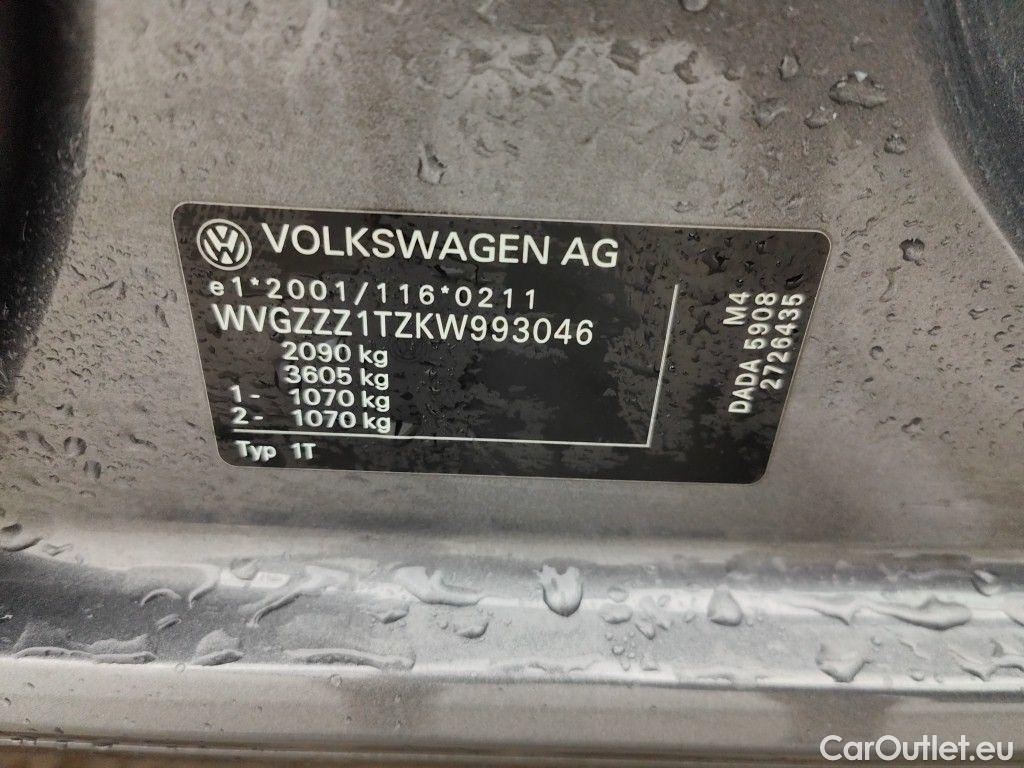 VOLKSWAGEN AG
e1*2001/116*0211
WVGZZZ1TZKW993046
2090 kg
3605 kg
1- 1070 kg
2- 1070 kg
Typ 1T
M4
DADA 5908
2726435
CarOutlet.eu